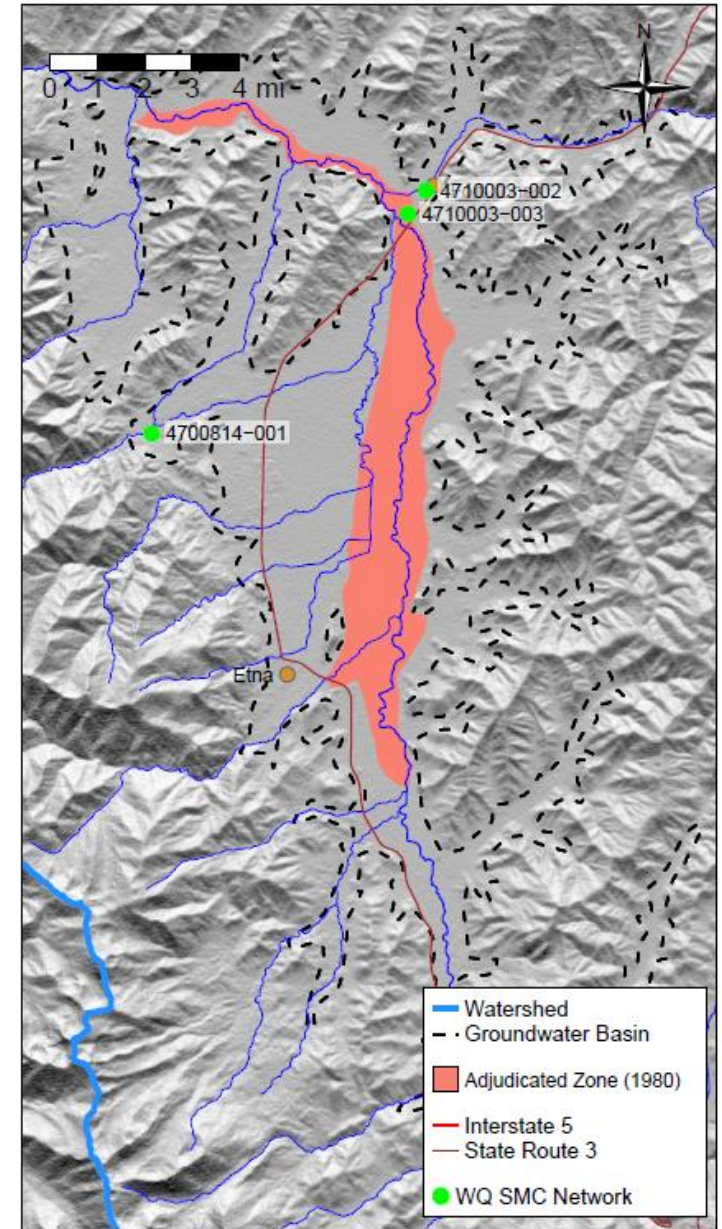 N
0 1 2 3 4 mi
4710003-002
4710003-003
4700814-001
Etna
Watershed
Groundwater Basin
Adjudicated Zone (1980)
Interstate 5
State Route 3
WQ SMC Network